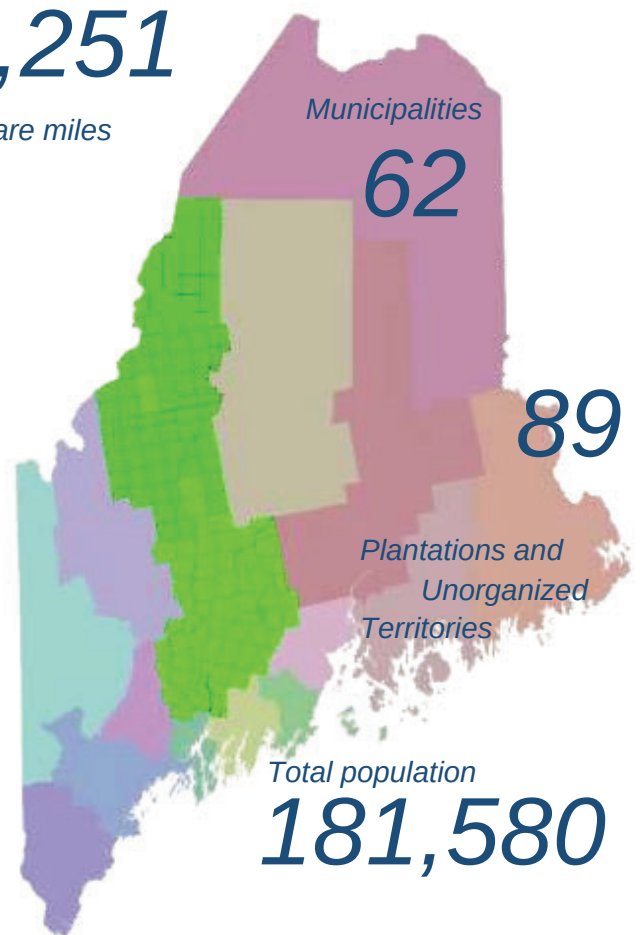 ,251
are miles
Municipalities
62
89
Plantations and
Unorganized
Territories
Total population
181,580